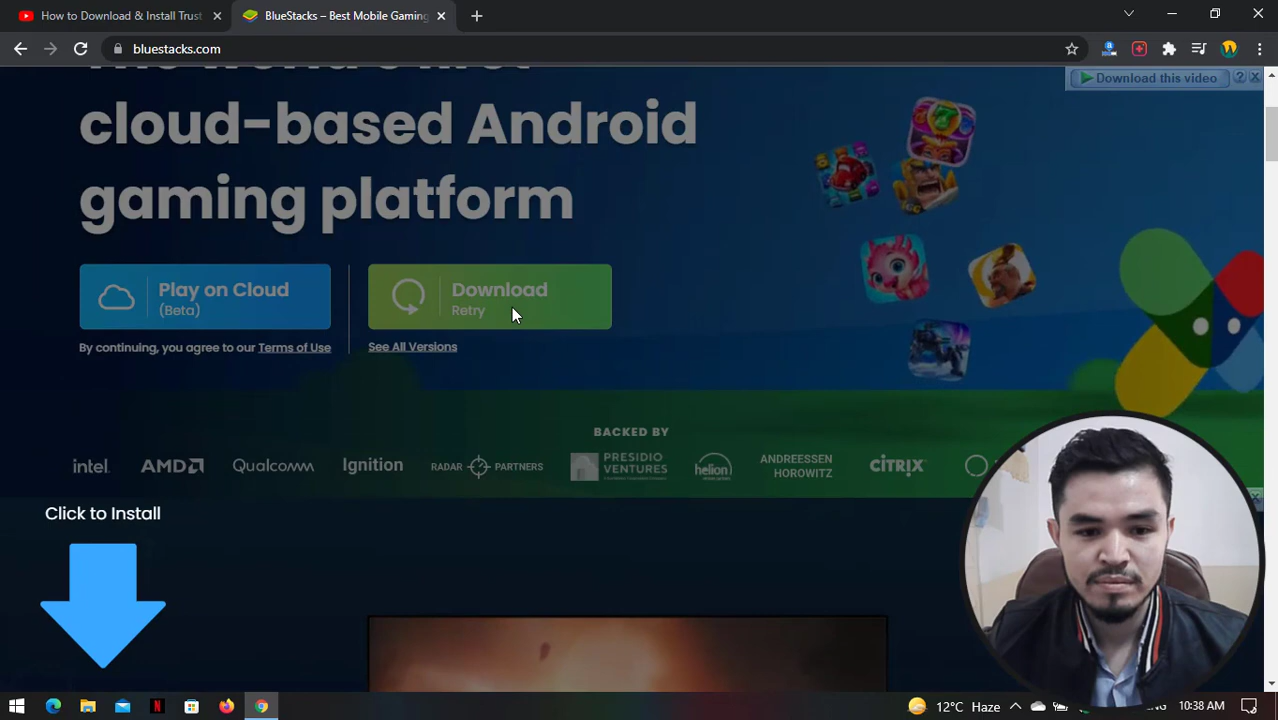 How to Download & Install Trust
BlueStacks – Best Mobile Gaming
bluestacks.com
Download this video
?
cloud-based Android
gaming platform
Play on Cloud
(Beta)
Download
Retry
By continuing, you agree to our Terms of Use
See All Versions
BACKED BY
intel.
AMD
Qualcomm
Ignition
RADAR PARTNERS
PRESIDIO
VENTURES
helion
ANDREESSEN
HOROWITZ
CITRIX
Click to Install
12°C Haze
10:38 AM